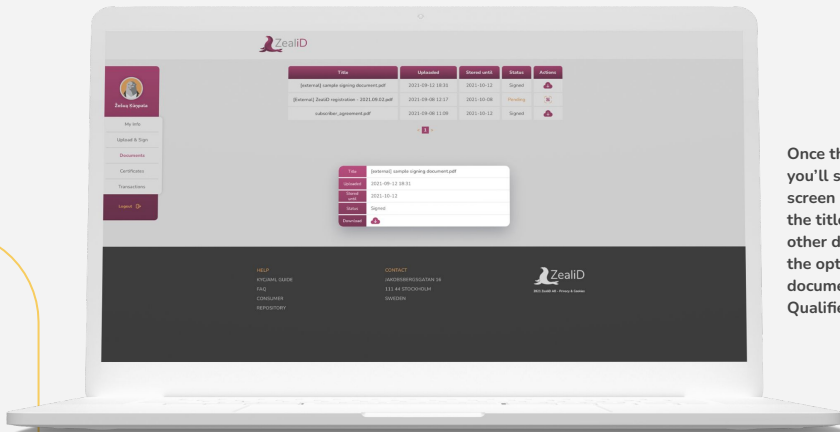 ZealiD
Title Uploaded Stored until Status Actions
[external] sample signing document.pdf 2021-09-12 18:31 2021-10-12 Signed
[External] ZealiD registration - 2021.09.02.pdf 2021-09-08 12:17 2021-10-08 Pending
subscriber_agreement.pdf 2021-09-08 11:09 2021-10-12 Signed
1
My Info
Upload & Sign
Documents
Certificates
Transactions
Logout
Title [external] sample signing document.pdf
Uploaded 2021-09-12 18:31
Stored until 2021-10-12
Status Signed
Download
HELP
KYC/AML GUIDE
FAQ
CONSUMER
REPOSITORY
CONTACT
JAKOBSBERGSGATAN 16
111 44 STOCKHOLM
SWEDEN
ZealiD
Once th
you'll s
screen
the title
other d
the opt
docume
Qualifie